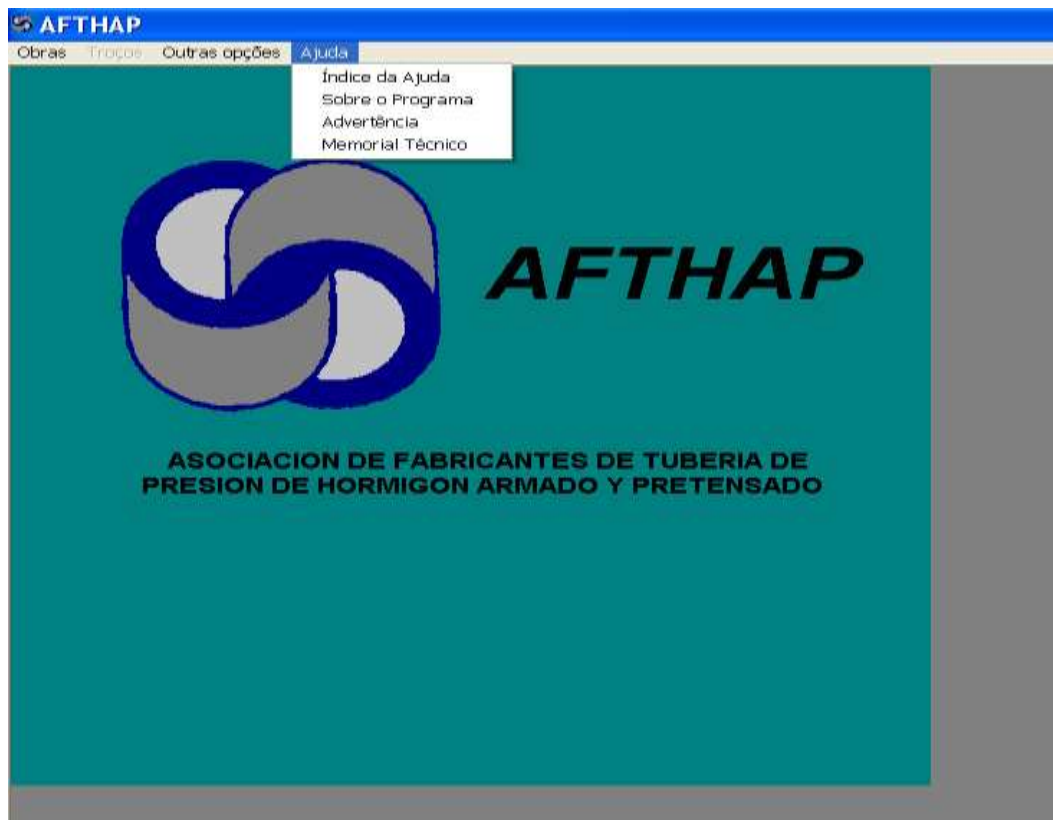 AFTHAP
Obras Troços Outras opções Ajuda
Índice da Ajuda
Sobre o Programa
Advertência
Memorial Técnico
AFTHAP
ASOCIACION DE FABRICANTES DE TUBERIA DE
PRESION DE HORMIGON ARMADO Y PRETENSADO